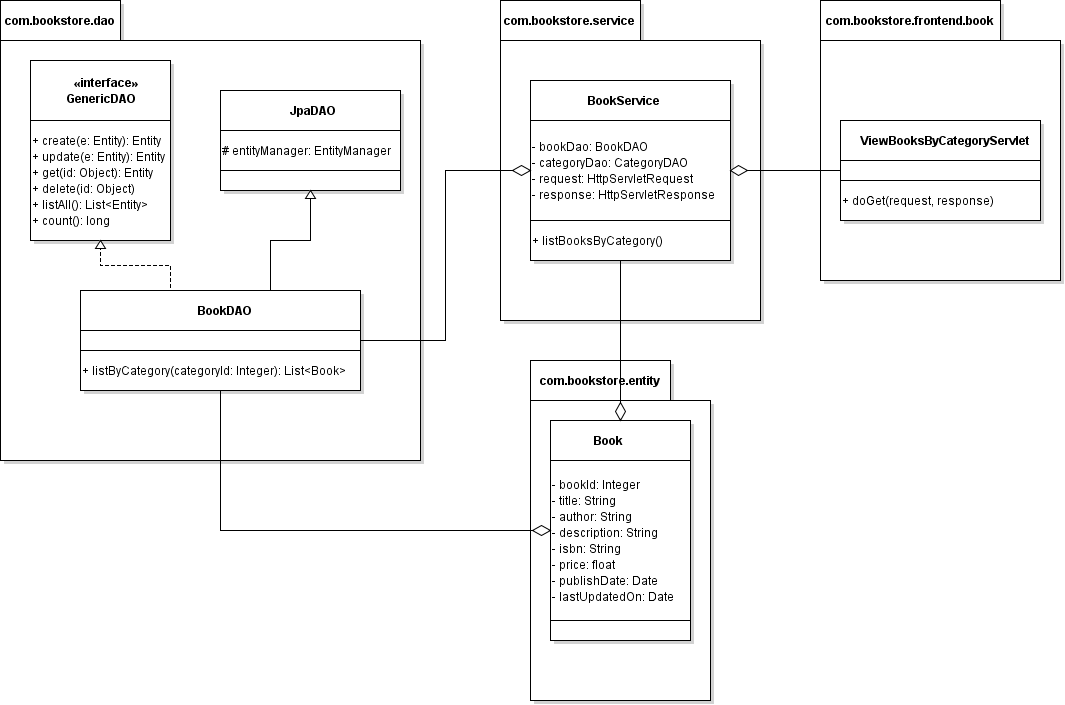 com.bookstore.dao
«interface»
GenericDAO
+ create(e: Entity): Entity
+ update(e: Entity): Entity
+ get(id: Object): Entity
+ delete(id: Object)
+ listAll(): List<Entity>
+ count(): long
JpaDAO
# entityManager: EntityManager
BookDAO
+ listByCategory(categoryId: Integer): List<Book>
com.bookstore.service
BookService
- bookDao: BookDAO
- categoryDao: CategoryDAO
- request: HttpServletRequest
- response: HttpServletResponse
+ listBooksByCategory()
com.bookstore.frontend.book
ViewBooksByCategoryServlet
+ doGet(request, response)
com.bookstore.entity
Book
- bookId: Integer
- title: String
- author: String
- description: String
- isbn: String
- price: float
- publishDate: Date
- lastUpdatedOn: Date